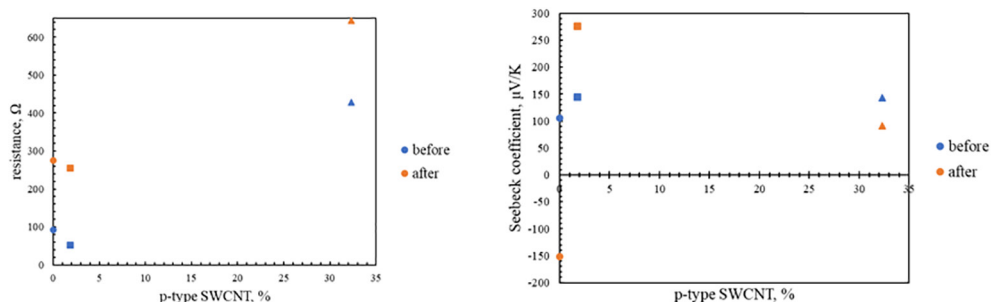 600
500
400
300
200
100
0
resistance, Ω
0 5 10 15 20 25 30 35
p-type SWCNT, %
before
after
300
250
200
150
100
50
0
-50
-100
-150
-200
Seebeck coefficient, µV/K
0 5 10 15 20 25 30 35
p-type SWCNT, %
before
after